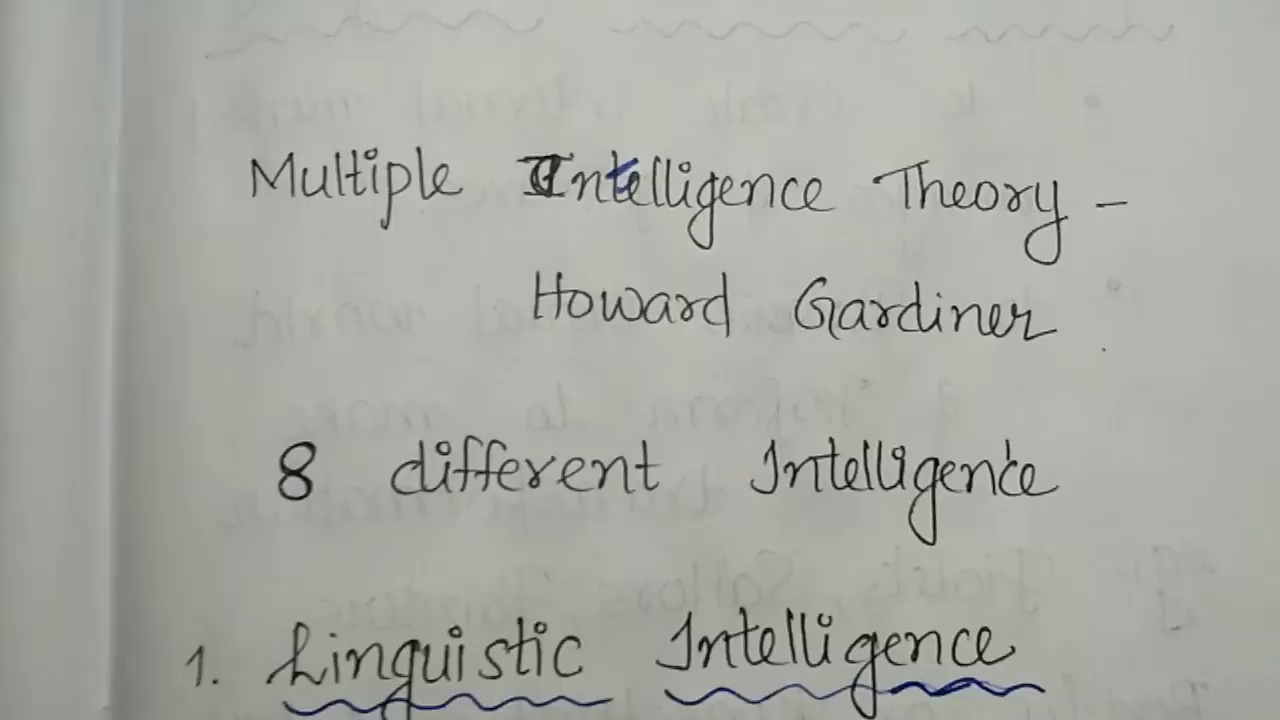 Multiple Intelligence Theory -
Howard Gardiner
8 different Intelligence
1. Linguistic Intelligence